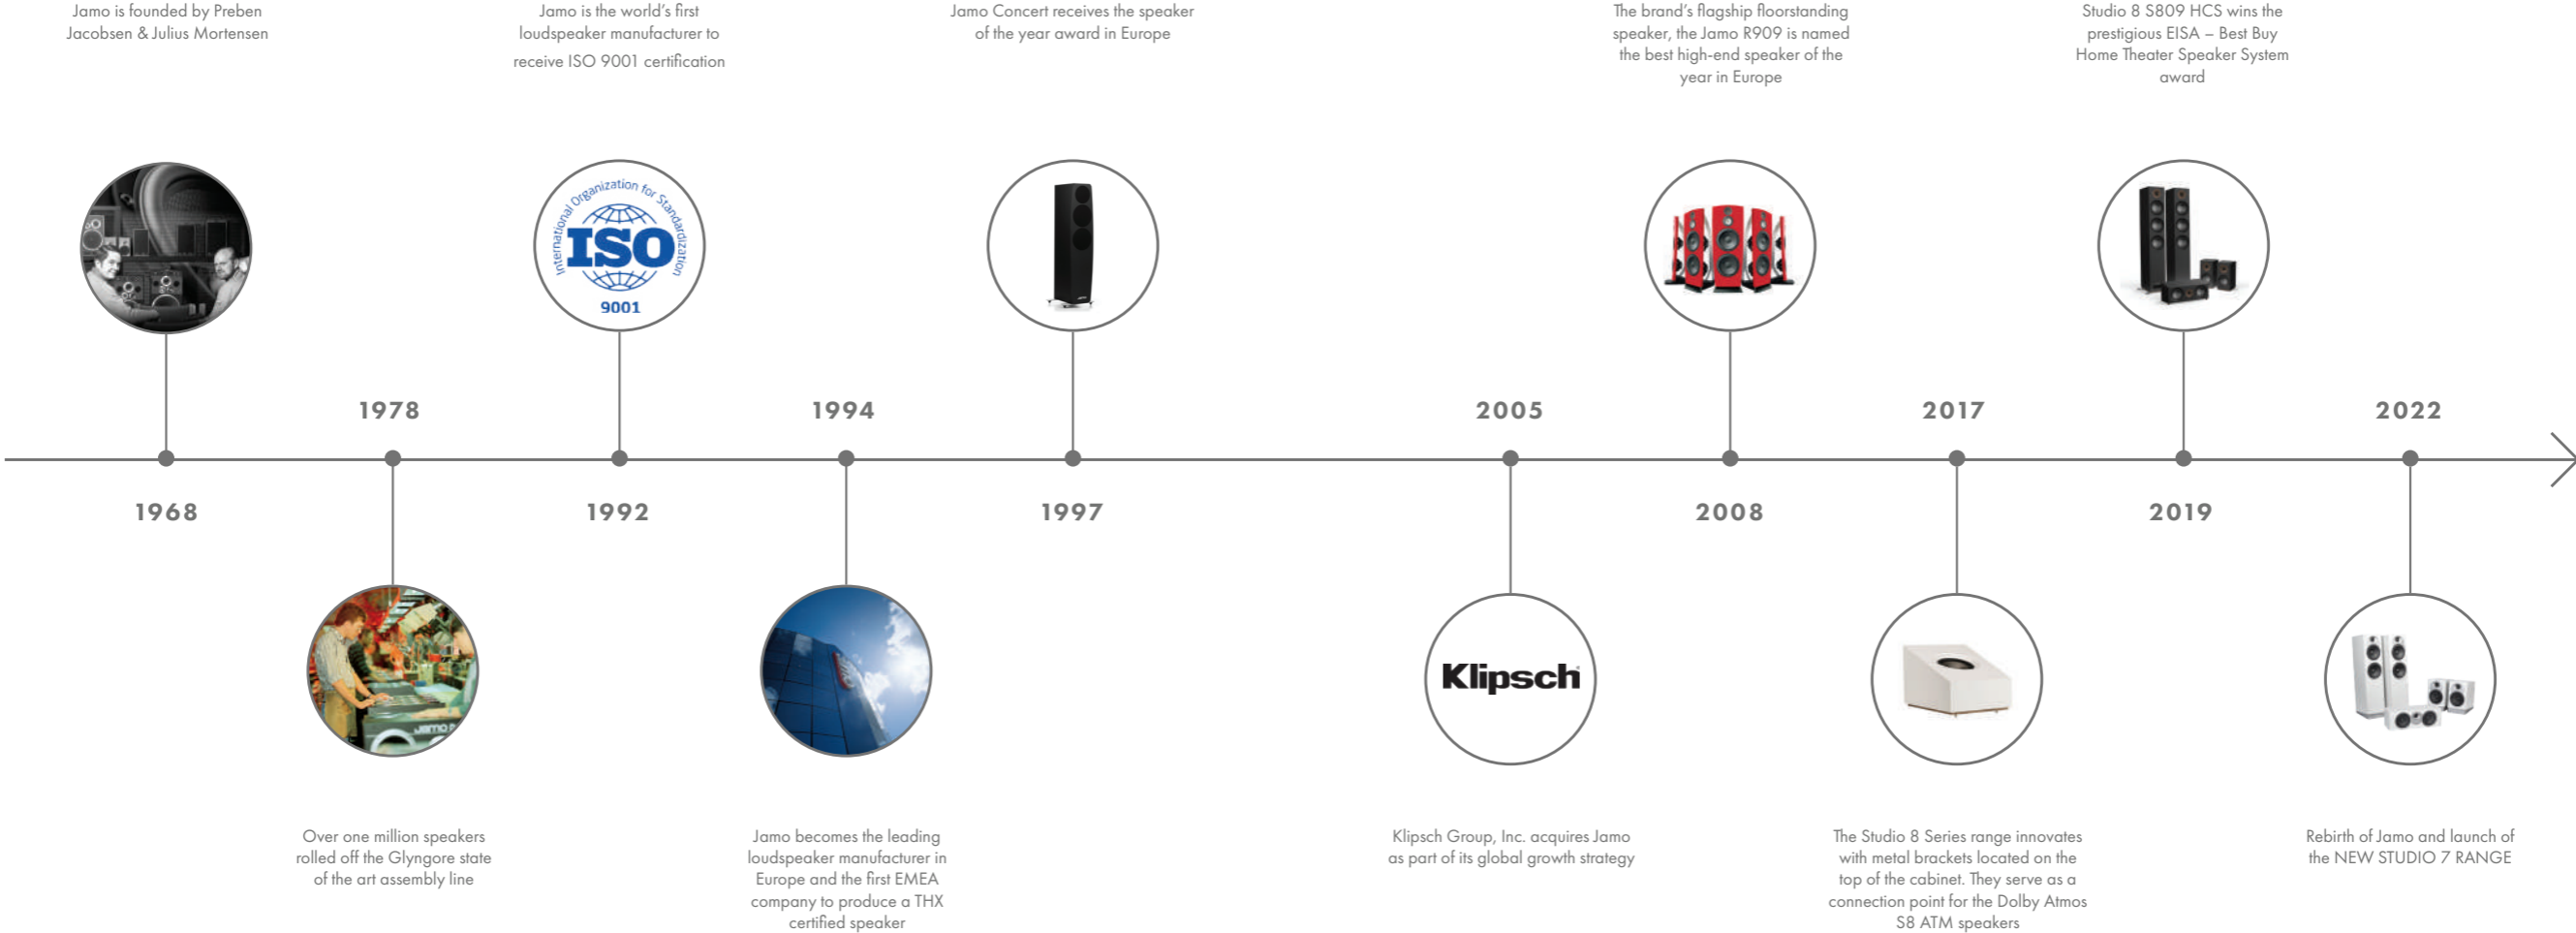 Jamo is founded by Preben
Jacobsen & Julius Mortensen
Jamo is the world's first
loudspeaker manufacturer to
receive ISO 9001 certification
Jamo Concert receives the speaker
of the year award in Europe
The brand's flagship floorstanding
speaker, the Jamo R909 is named
the best high-end speaker of the
year in Europe
Studio 8 S809 HCS wins the
prestigious EISA – Best Buy
Home Theater Speaker System
award
International Organization for Standardization
ISO
9001
1978
1994
2005
2017
2022
1968
1992
1997
2008
2019
Jamo
Klipsch
Over one million speakers
rolled off the Glyngore state
of the art assembly line
Jamo becomes the leading
loudspeaker manufacturer in
Europe and the first EMEA
company to produce a THX
certified speaker
Klipsch Group, Inc. acquires Jamo
as part of its global growth strategy
The Studio 8 Series range innovates
with metal brackets located on the
top of the cabinet. They serve as a
connection point for the Dolby Atmos
S8 ATM speakers
Rebirth of Jamo and launch of
the NEW STUDIO 7 RANGE